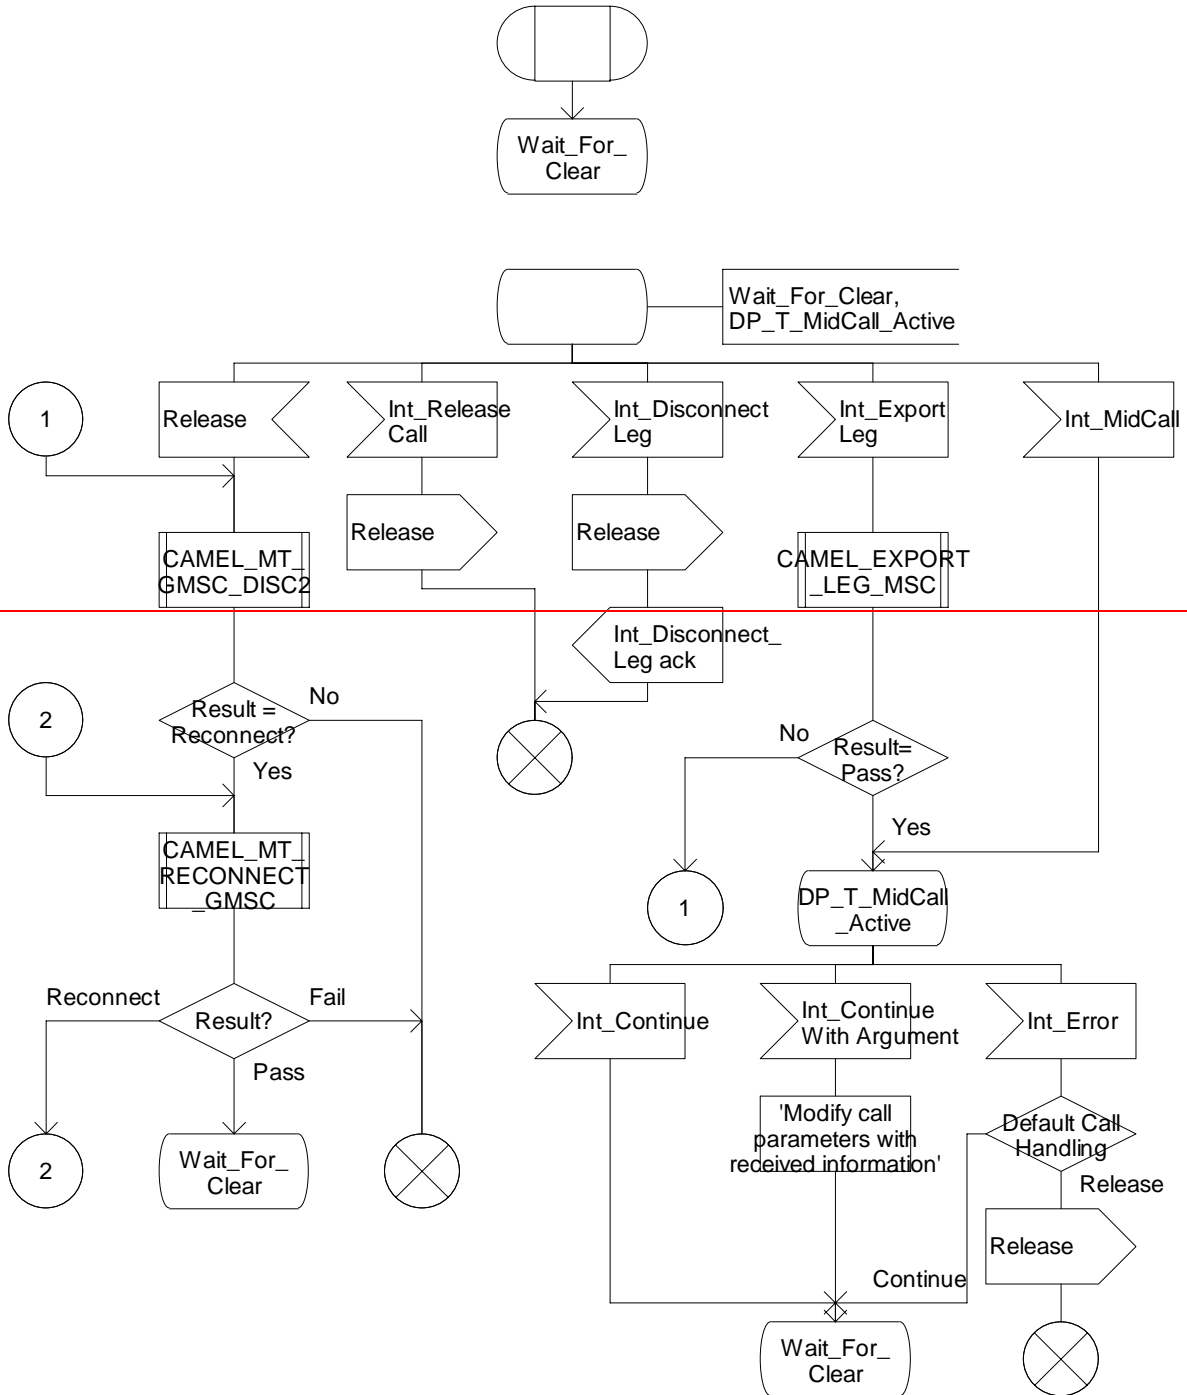 Wait_For_
Clear
Wait_For_Clear,
DP_T_MidCall_Active
1
Release
Int_Release
Call
Int_Disconnect
Leg
Int_Export
Leg
Int_MidCall
Release
Release
CAMEL_MT_
GMSC_DISC2
CAMEL_EXPORT
_LEG_MSC
Int_Disconnect_
Leg ack
2
Result =
Reconnect?
No
Yes
No
Result=
Pass?
Yes
CAMEL_MT_
RECONNECT
_GMSC
1
DP_T_MidCall
_Active
Reconnect
Result?
Fail
Pass
Int_Continue
Int_Continue
With Argument
Int_Error
2
Wait_For_
Clear
'Modify call
parameters with
received information'
Default Call
Handling
Release
Release
Continue
Wait_For_
Clear